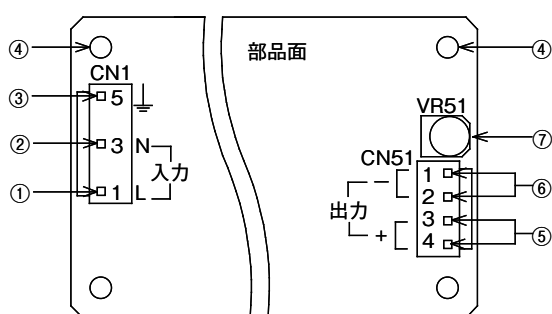 ④ 部品面 ④
CN1
③ 5
② 3 N
入力
① 1 L
VR51
⑦
CN51
1
− 2 ⑥
出力
3
+ 4 ⑤